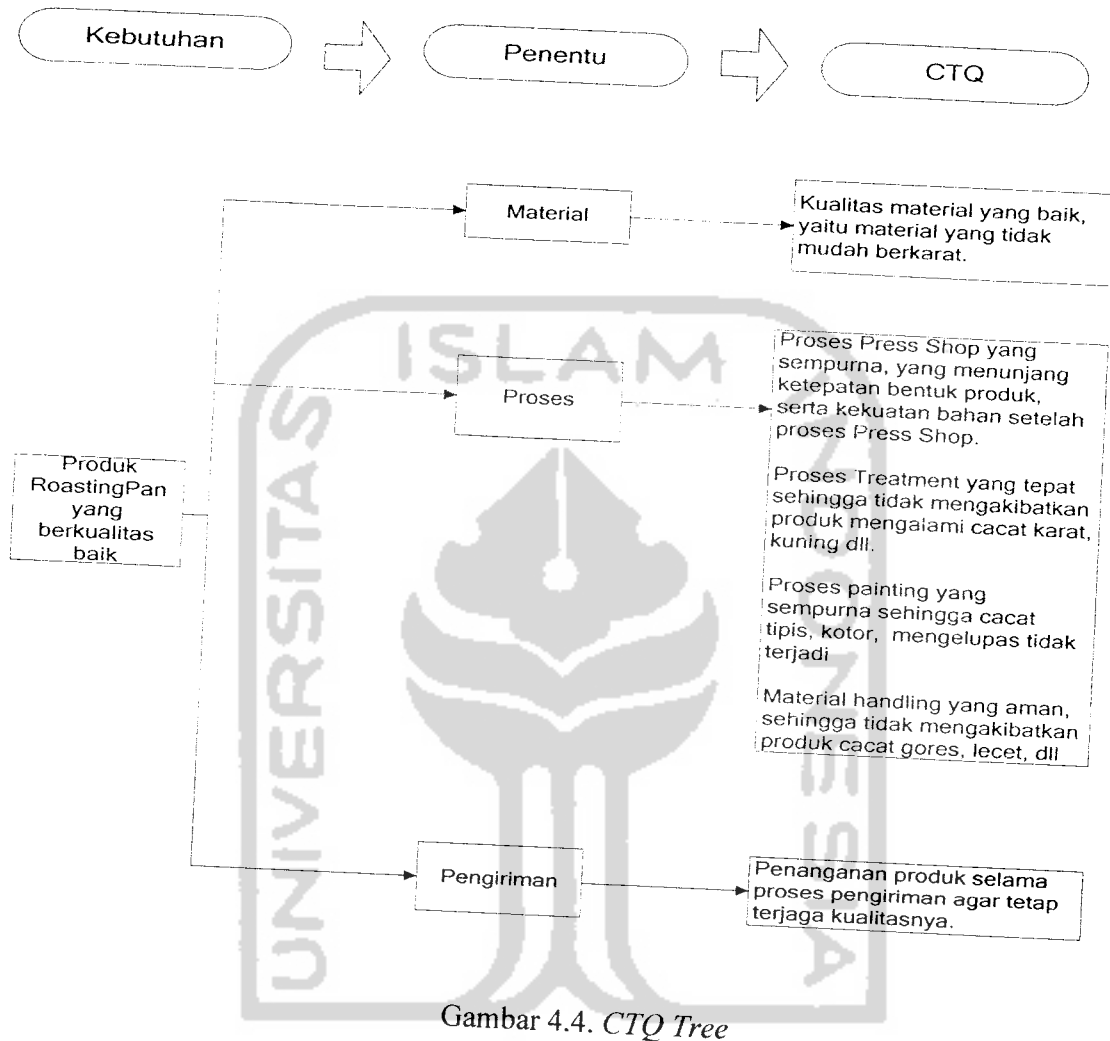 Kebutuhan
Penentu
CTQ
Material
Kualitas material yang baik,
yaitu material yang tidak
mudah berkarat.
Proses
Proses Press Shop yang
sempurna, yang menunjang
ketepatan bentuk produk,
serta kekuatan bahan setelah
proses Press Shop.
Proses Treatment yang tepat
sehingga tidak mengakibatkan
produk mengalami cacat karat,
kuning dll.
Proses painting yang
sempurna sehingga cacat
tipis, kotor, mengelupas tidak
terjadi
Material handling yang aman,
sehingga tidak mengakibatkan
produk cacat gores, lecet, dll
Produk
RoastingPan
yang
berkualitas
baik
Pengiriman
Penanganan produk selama
proses pengiriman agar tetap
terjaga kualitasnya.
UNIVERSITAS
ISLAM
INDONESIA
Gambar 4.4. CTQ Tree